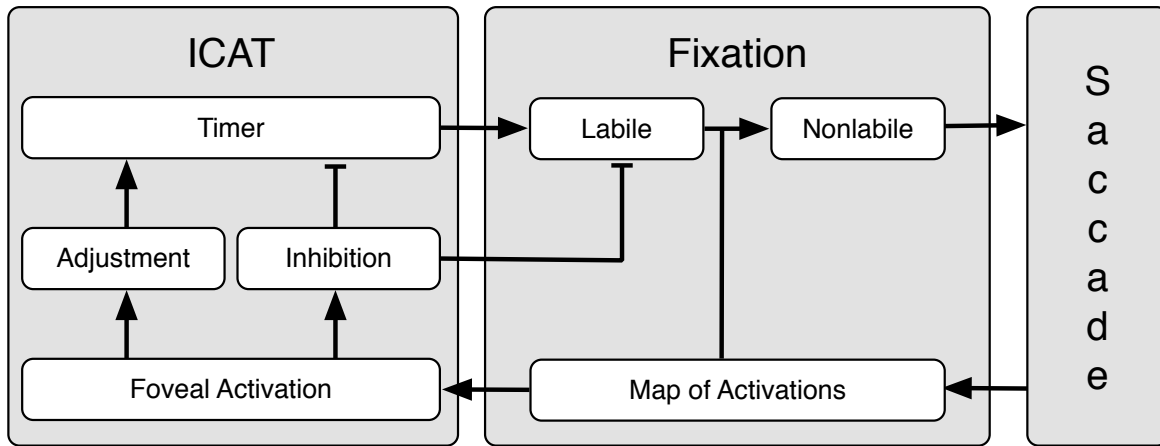 ICAT
Timer
Adjustment
Inhibition
Foveal Activation
Fixation
Labile
Nonlabile
Map of Activations
S
a
c
c
a
d
e